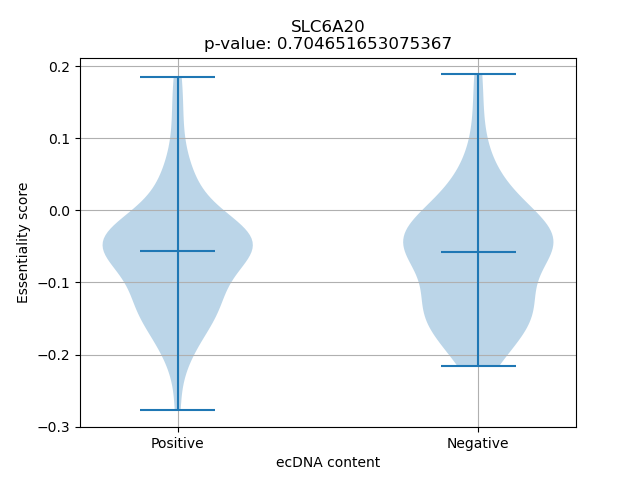 SLC6A20
p-value: 0.704651653075367
Essentiality score
0.2
0.1
0.0
−0.1
−0.2
−0.3
Positive
Negative
ecDNA content